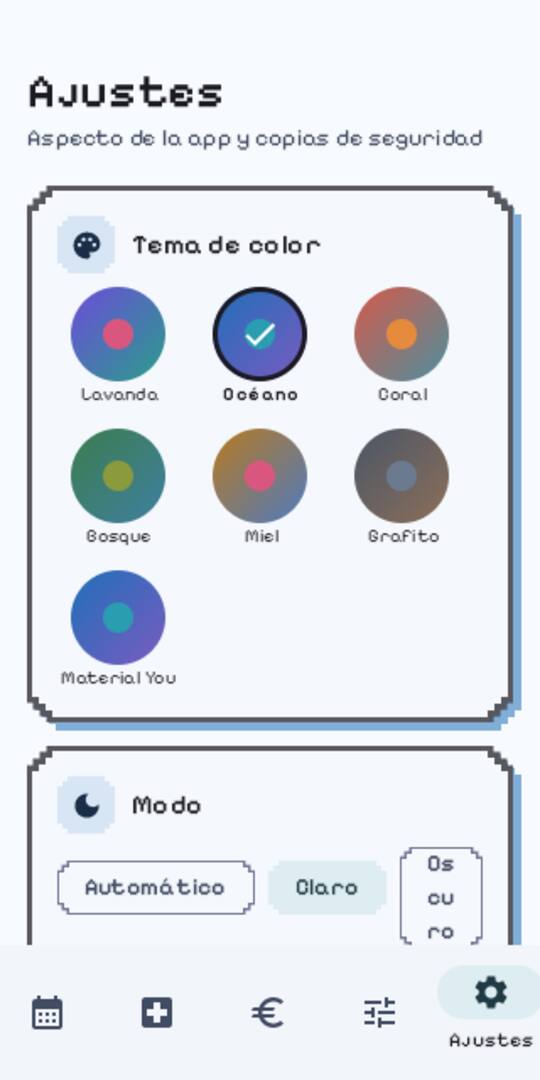 Ajustes
Aspecto de la app y copias de seguridad
Tema de color
Lavanda
Océano
Coral
Bosque
Miel
Grafito
Material You
Modo
Automático
Claro
Os
cu
ro
Ajustes